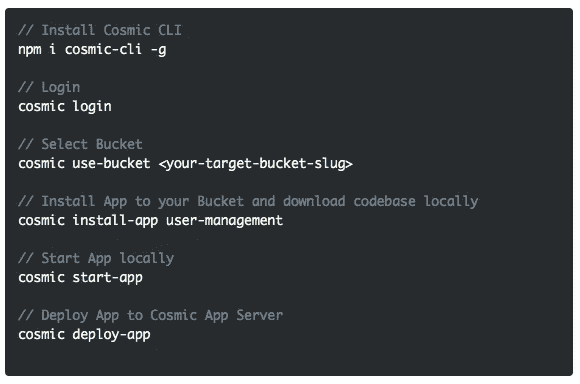 // Install Cosmic CLI
npm i cosmic-cli -g
// Login
cosmic login
// Select Bucket
cosmic use-bucket <your-target-bucket-slug>
// Install App to your Bucket and download codebase locally
cosmic install-app user-management
// Start App locally
cosmic start-app
// Deploy App to Cosmic App Server
cosmic deploy-app